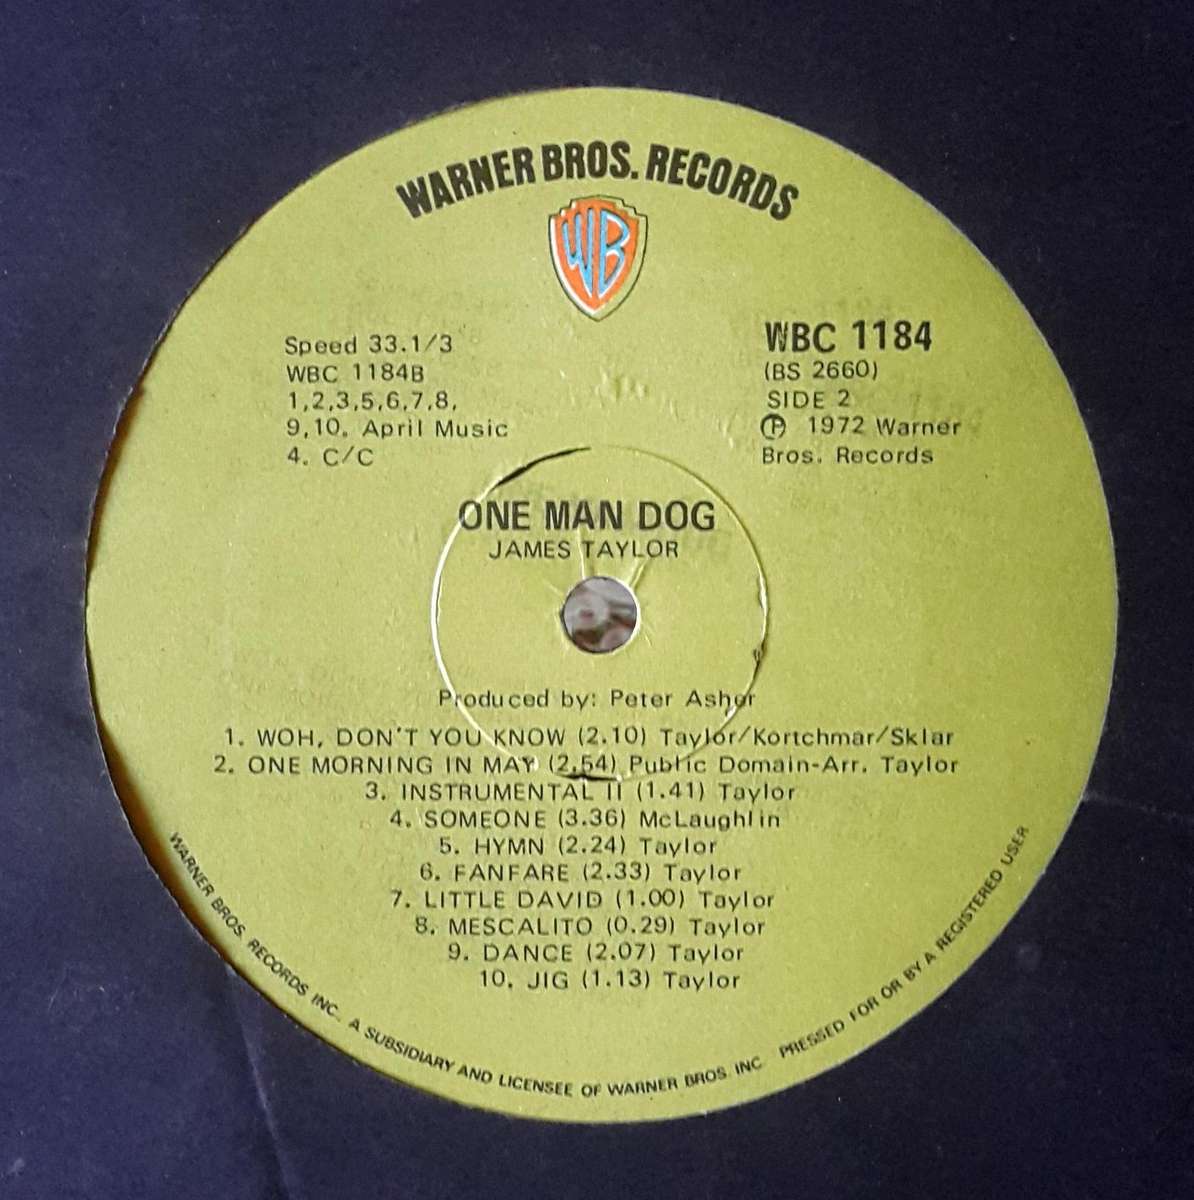 WARNER BROS. RECORDS
WB
Speed 33.1/3
WBC 1184B
1,2,3,5,6,7,8,
9,10. April Music
4. C/C
WBC 1184
(BS 2660)
SIDE 2
Ⓟ 1972 Warner
Bros. Records
ONE MAN DOG
JAMES TAYLOR
Produced by: Peter Asher
1. WOH, DON'T YOU KNOW (2.10) Taylor/Kortchmar/Sklar
2. ONE MORNING IN MAY (2.54) Public Domain-Arr. Taylor
3. INSTRUMENTAL II (1.41) Taylor
4. SOMEONE (3.36) McLaughlin
5. HYMN (2.24) Taylor
6. FANFARE (2.33) Taylor
7. LITTLE DAVID (1.00) Taylor
8. MESCALITO (0.29) Taylor
9. DANCE (2.07) Taylor
10. JIG (1.13) Taylor
WARNER BROS. RECORDS INC., A SUBSIDIARY AND LICENSEE OF WARNER BROS. INC. PRESSED FOR OR BY A REGISTERED USER